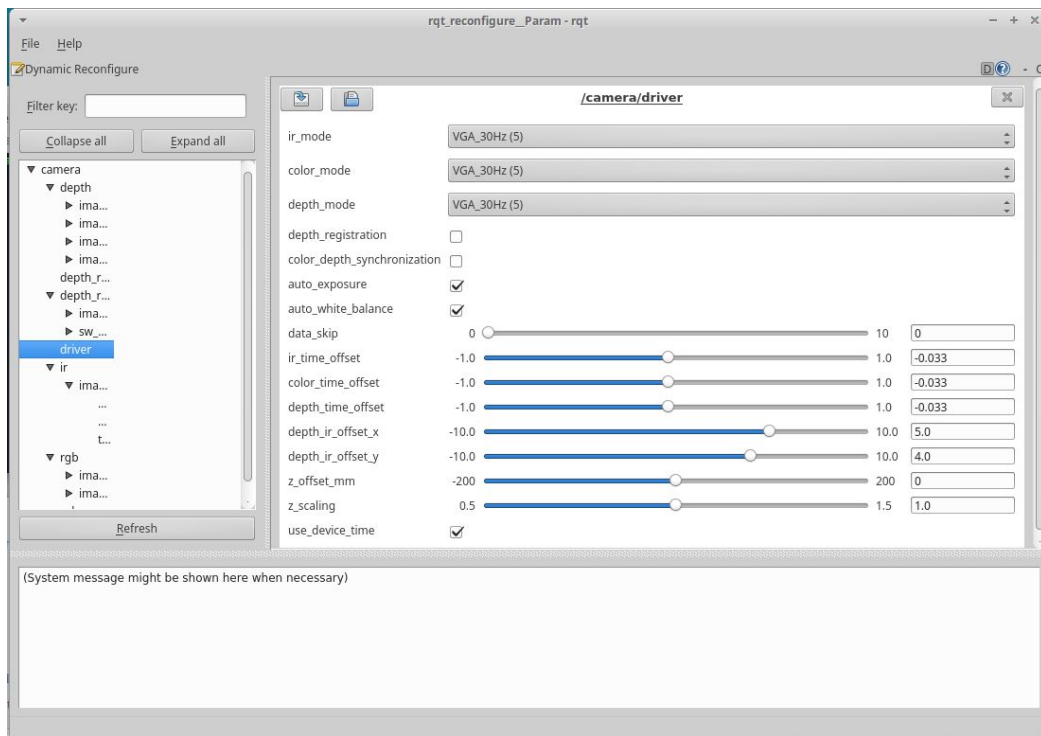 rqt_reconfigure__Param - rqt
File Help
Dynamic Reconfigure
D
Filter key:
Collapse all Expand all
camera
depth
ima...
ima...
ima...
ima...
depth_r...
depth_r...
ima...
sw_...
driver
ir
ima...
...
...
t...
rgb
ima...
ima...
Refresh
/camera/driver
ir_mode VGA_30Hz (5)
color_mode VGA_30Hz (5)
depth_mode VGA_30Hz (5)
depth_registration
color_depth_synchronization
auto_exposure
auto_white_balance
data_skip 0 10 0
ir_time_offset -1.0 1.0 -0.033
color_time_offset -1.0 1.0 -0.033
depth_time_offset -1.0 1.0 -0.033
depth_ir_offset_x -10.0 10.0 5.0
depth_ir_offset_y -10.0 10.0 4.0
z_offset_mm -200 200 0
z_scaling 0.5 1.5 1.0
use_device_time
(System message might be shown here when necessary)